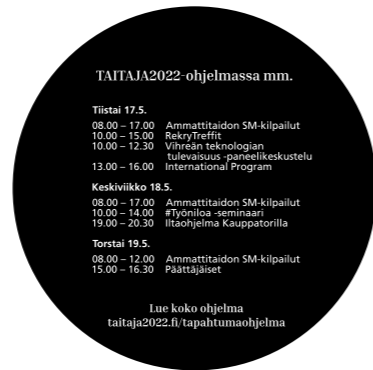 TAITAJA2022-ohjelmassa mm.
Tiistai 17.5.
08.00 – 17.00 Ammattitaidon SM-kilpailut
10.00 – 15.00 RekryTreffit
10.00 – 12.30 Vihreän teknologian
tulevaisuus -paneelikeskustelu
13.00 – 16.00 International Program
Keskiviikko 18.5.
08.00 – 17.00 Ammattitaidon SM-kilpailut
10.00 – 14.00 #Työniloa -seminaari
19.00 – 20.30 Iltaohjelma Kauppatorilla
Torstai 19.5.
08.00 – 12.00 Ammattitaidon SM-kilpailut
15.00 – 16.30 Päättäjäiset
Lue koko ohjelma
taitaja2022.fi/tapahtumaohjelma